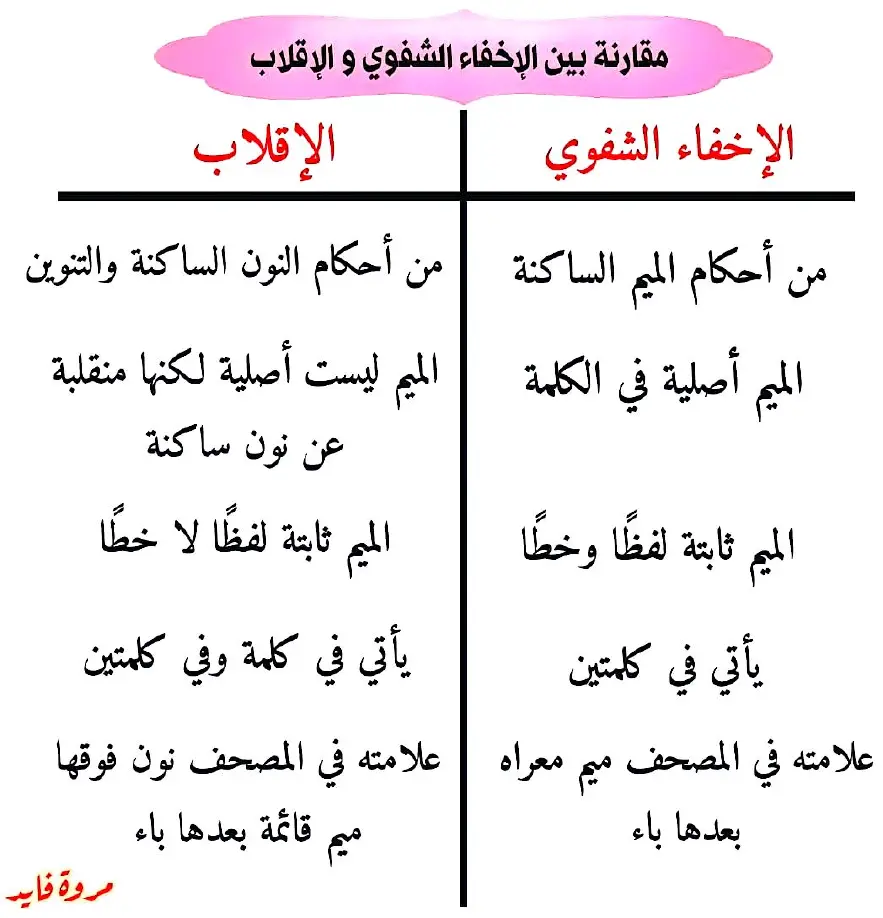 مقارنة بين الإخفاء الشفوي و الإقلاب
الإخفاء الشفوي
الإقلاب
من أحكام الميم الساكنة
من أحكام النون الساكنة والتنوين
الميم أصلية في الكلمة
الميم ليست أصلية لكنها منقلبة
عن نون ساكنة
الميم ثابتة لفظًا وخطًا
الميم ثابتة لفظًا لا خطًا
يأتي في كلمتين
يأتي في كلمة وفي كلمتين
علامته في المصحف ميم معراه
بعدها باء
علامته في المصحف نون فوقها
ميم قائمة بعدها باء
مروة فايد